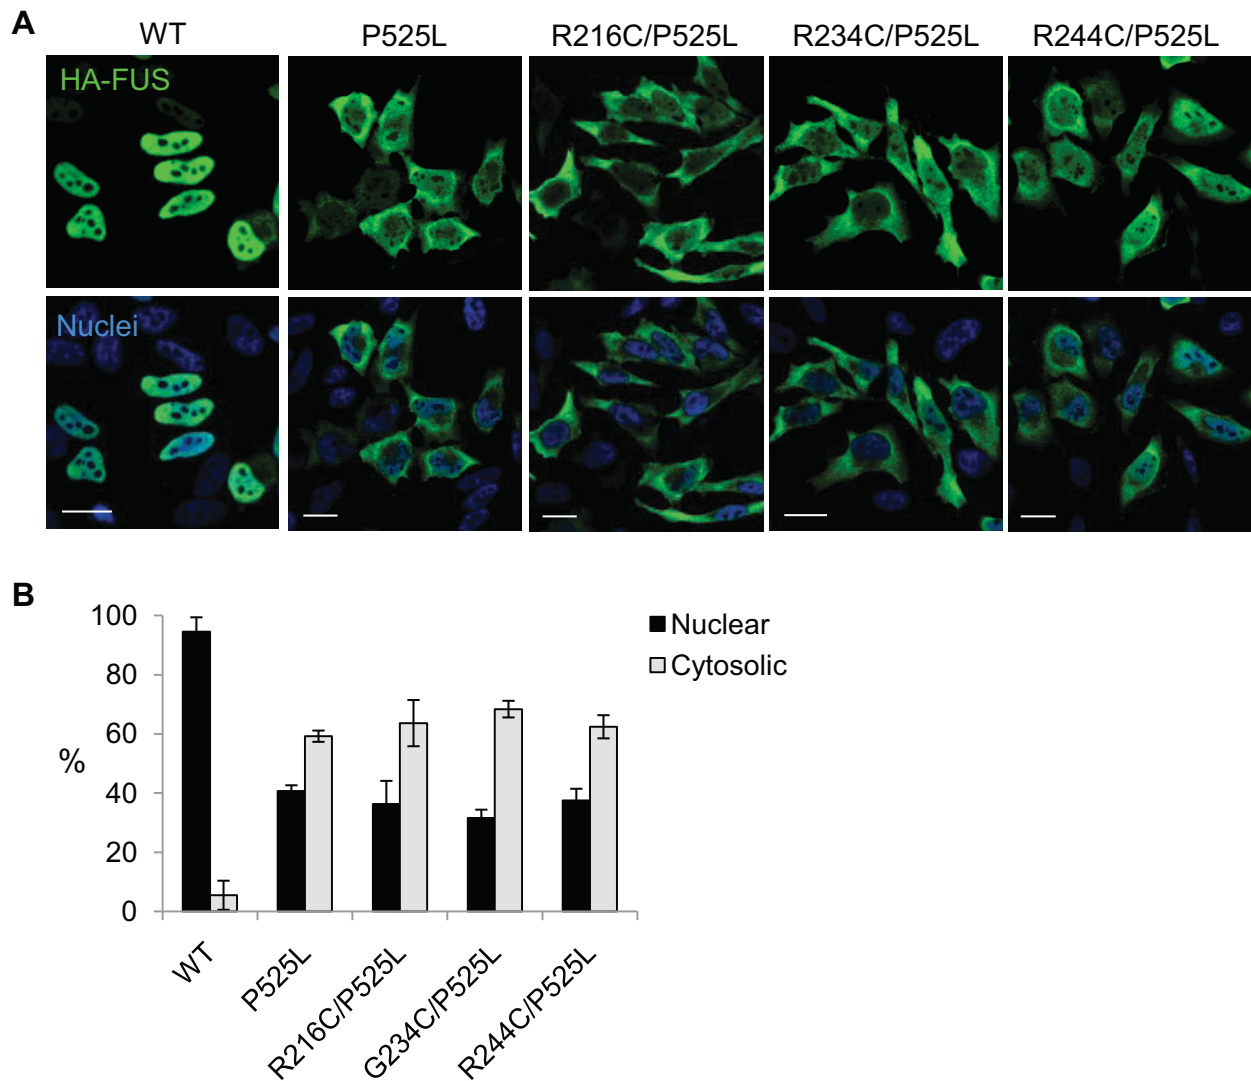 A
WT
P525L
R216C/P525L
R234C/P525L
R244C/P525L
HA-FUS
Nuclei
B
100
80
60
40
20
0
%
Nuclear
Cytosolic
WT
P525L
R216C/P525L
G234C/P525L
R244C/P525L